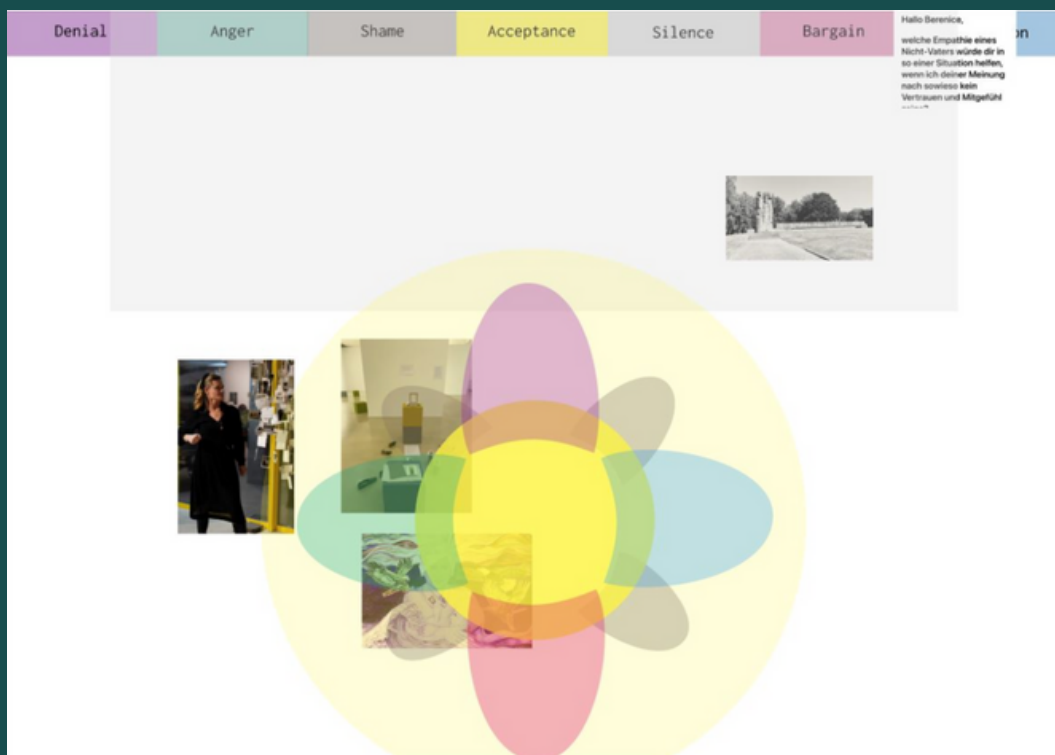 Denial
Anger
Shame
Acceptance
Silence
Bargain
on
Hallo Berenice,
welche Empathie eines
Nicht-Vaters würde dir in
so einer Situation helfen,
wenn ich deiner Meinung
nach sowieso kein
Vertrauen und Mitgefühl